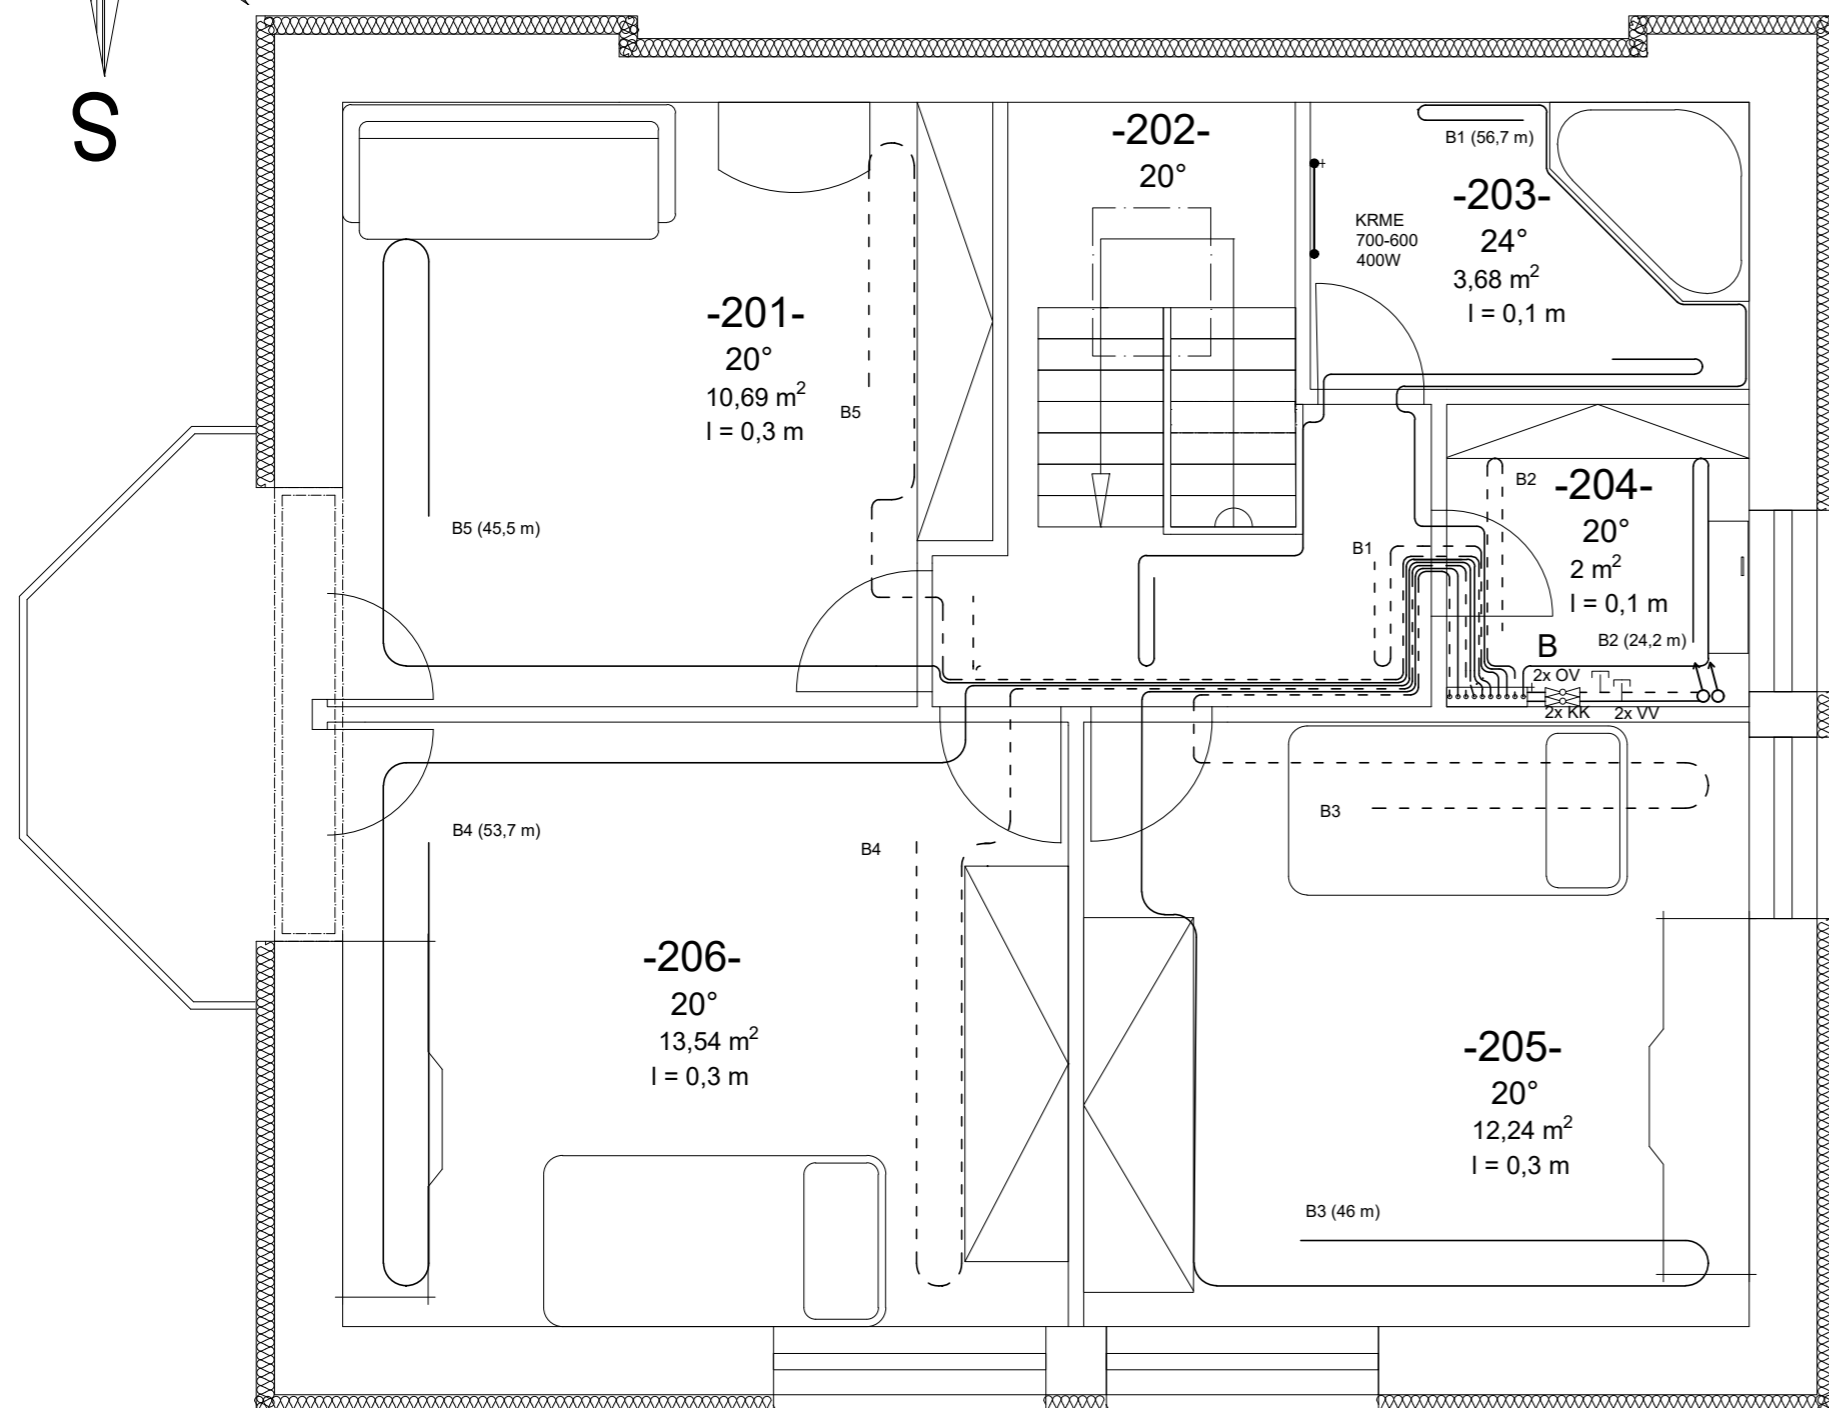 S
-201-
20°
10,69 m²
l = 0,3 m
B5
B5 (45,5 m)
-202-
20°
B1 (56,7 m)
-203-
24°
3,68 m²
l = 0,1 m
KRME
700-600
400W
B2
-204-
20°
2 m²
l = 0,1 m
B1
B
B2 (24,2 m)
2x OV
2x KK
2x VV
B4 (53,7 m)
B4
-206-
20°
13,54 m²
l = 0,3 m
B3
-205-
20°
12,24 m²
l = 0,3 m
B3 (46 m)